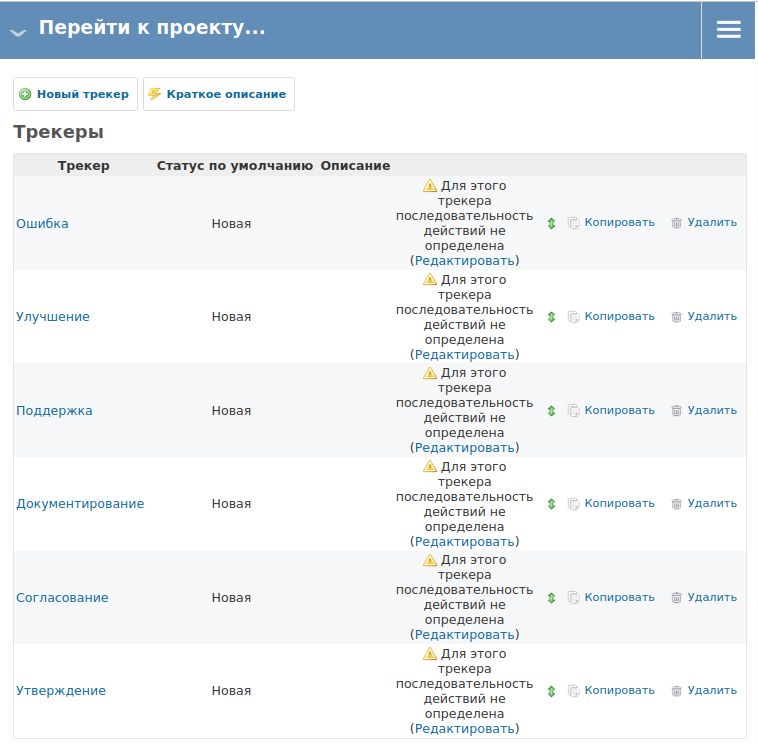 Перейти к проекту...
Новый трекер Краткое описание
Трекеры
Трекер Статус по умолчанию Описание
Ошибка Новая Для этого
трекера
последовательность
действий не
определена
(Редактировать) Копировать Удалить
Улучшение Новая Для этого
трекера
последовательность
действий не
определена
(Редактировать) Копировать Удалить
Поддержка Новая Для этого
трекера
последовательность
действий не
определена
(Редактировать) Копировать Удалить
Документирование Новая Для этого
трекера
последовательность
действий не
определена
(Редактировать) Копировать Удалить
Согласование Новая Для этого
трекера
последовательность
действий не
определена
(Редактировать) Копировать Удалить
Утверждение Новая Для этого
трекера
последовательность
действий не
определена
(Редактировать) Копировать Удалить